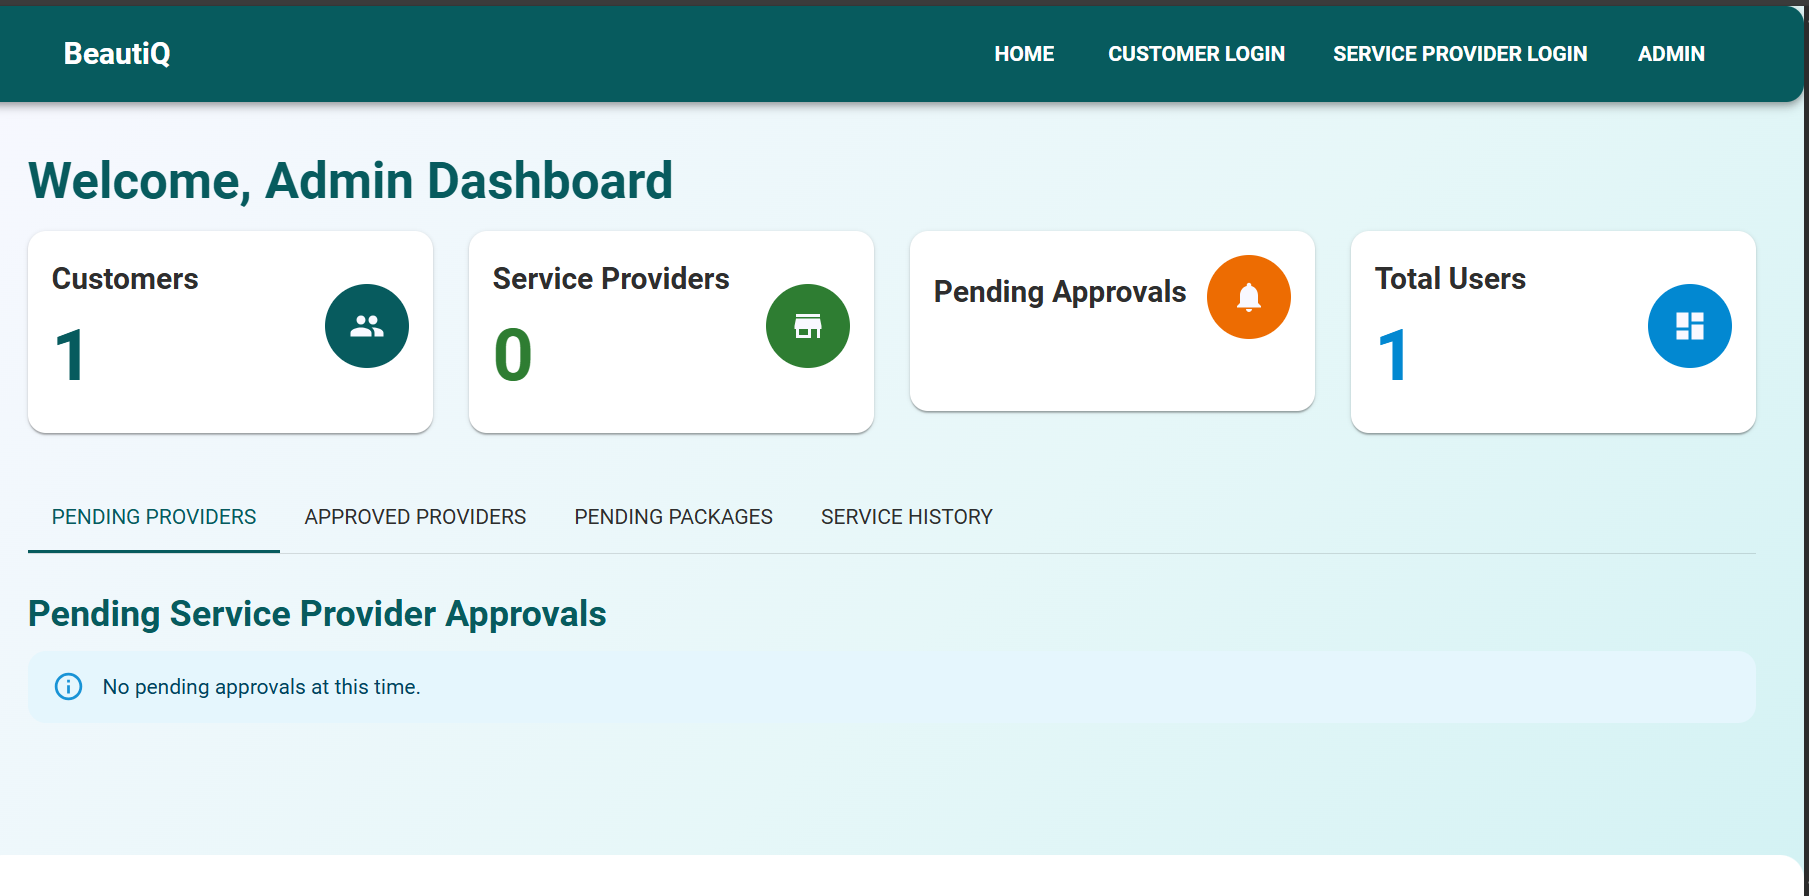 BeautiQ
HOME CUSTOMER LOGIN SERVICE PROVIDER LOGIN ADMIN
Welcome, Admin Dashboard
Customers
1
Service Providers
0
Pending Approvals
Total Users
1
PENDING PROVIDERS APPROVED PROVIDERS PENDING PACKAGES SERVICE HISTORY
Pending Service Provider Approvals
No pending approvals at this time.